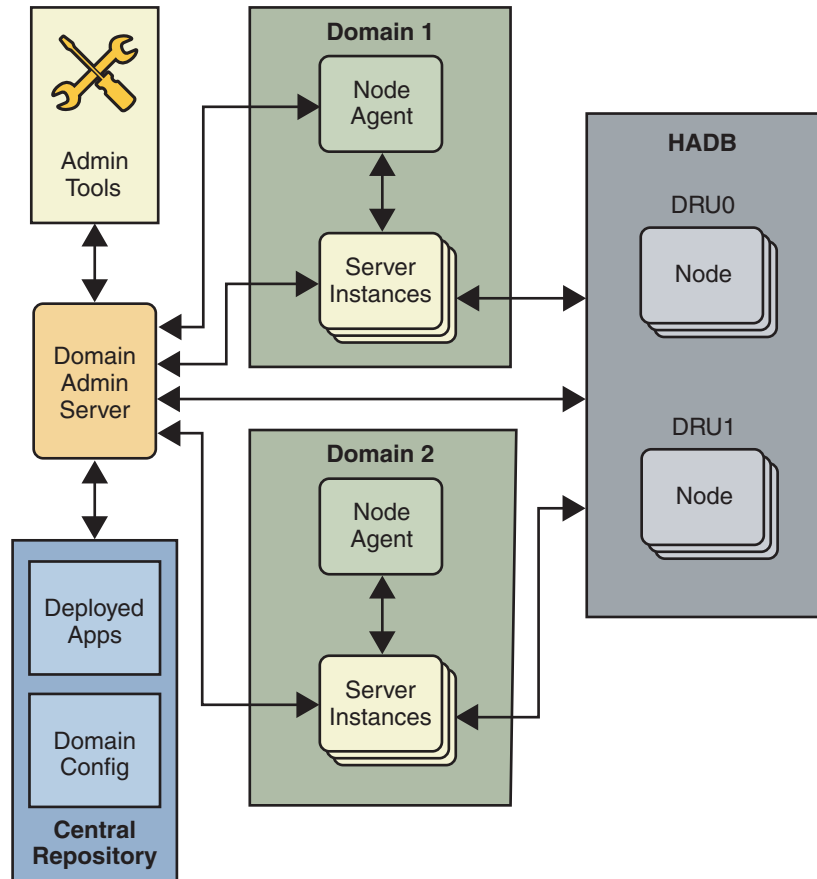 Admin
Tools
Domain
Admin
Server
Deployed
Apps
Domain
Config
Central
Repository
Domain 1
Node
Agent
Server
Instances
Domain 2
Node
Agent
Server
Instances
HADB
DRU0
Node
DRU1
Node